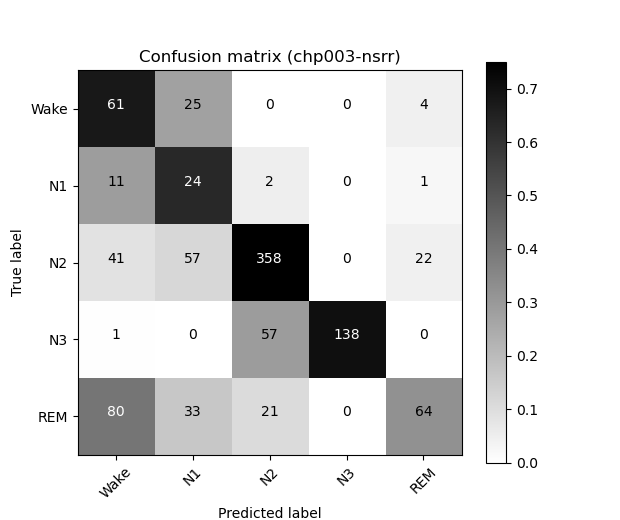 Confusion matrix (chp003-nsrr)
Wake 61 25 0 0 4
N1 11 24 2 0 1
N2 41 57 358 0 22
N3 1 0 57 138 0
REM 80 33 21 0 64
Wake N1 N2 N3 REM
True label
Predicted label
0.7
0.6
0.5
0.4
0.3
0.2
0.1
0.0